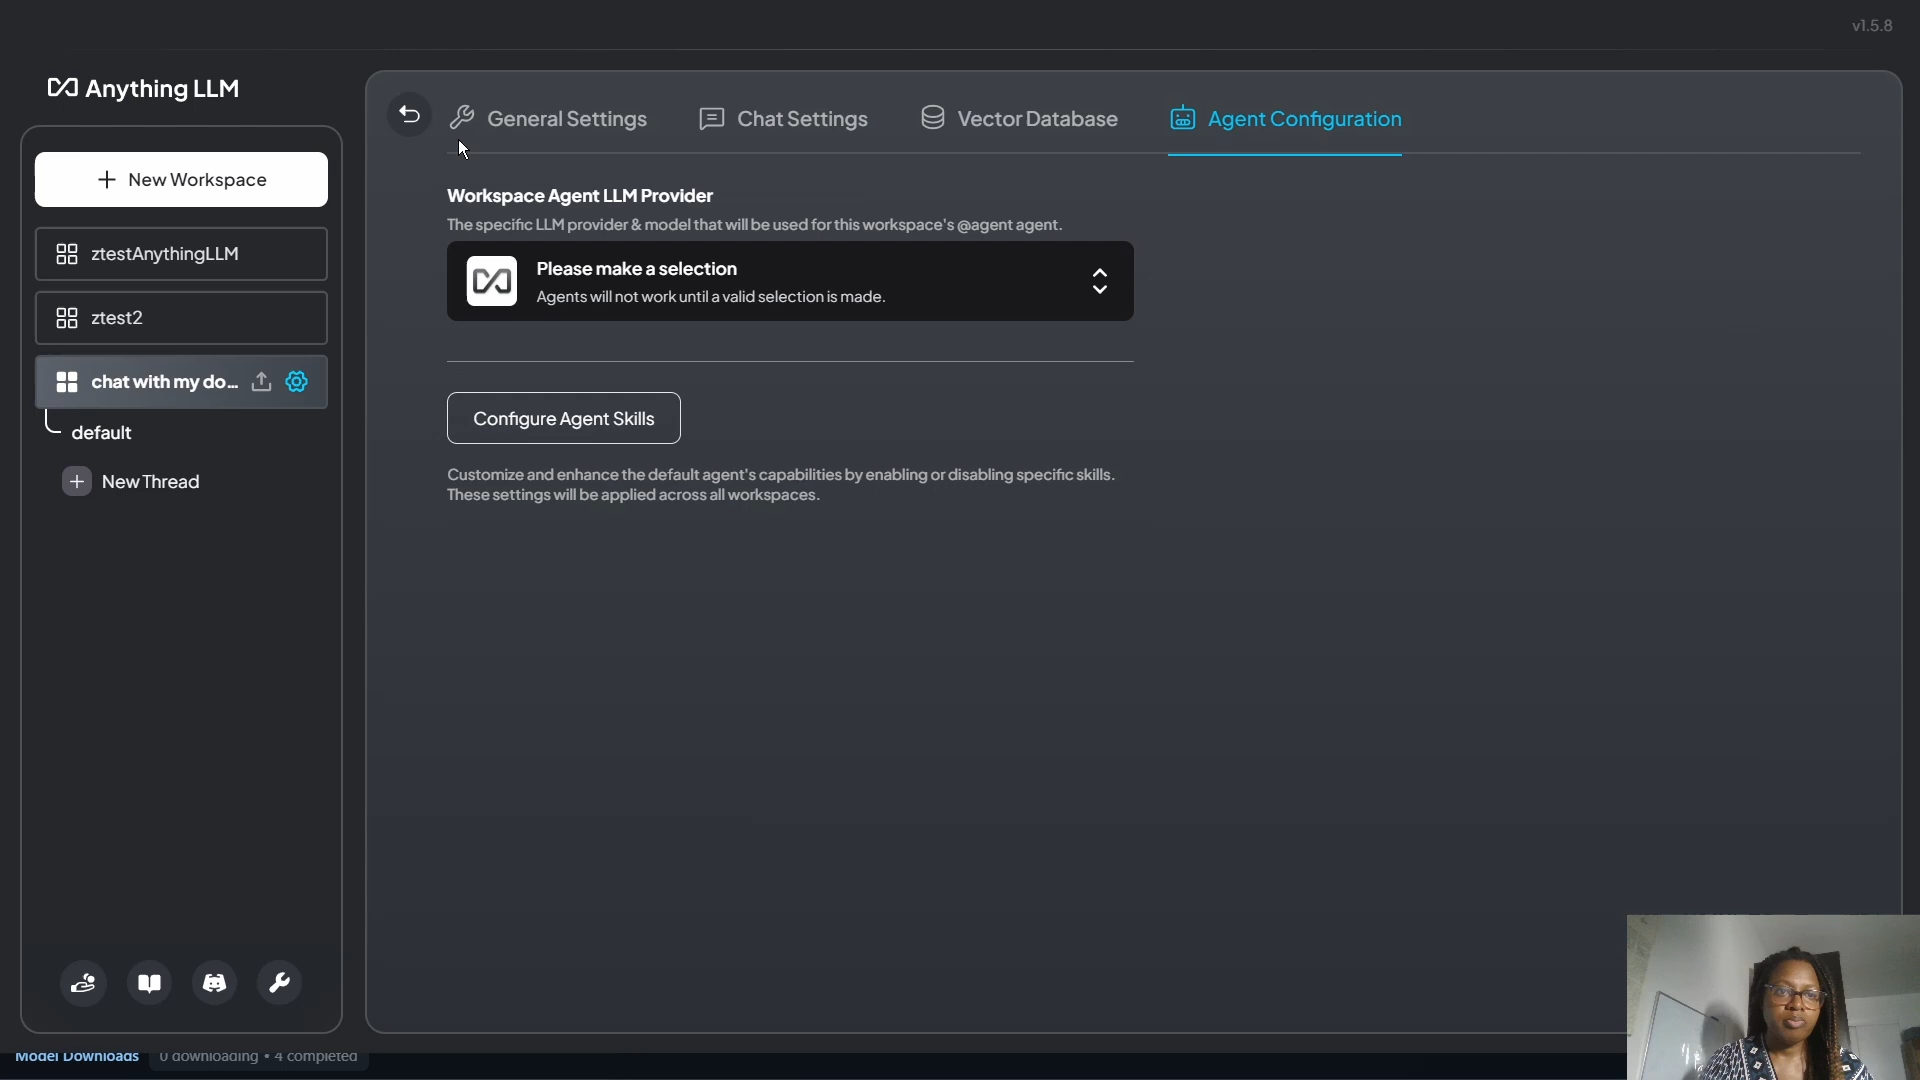 v1.5.8
Anything LLM
General Settings
Chat Settings
Vector Database
Agent Configuration
New Workspace
ztestAnythingLLM
ztest2
chat with my do...
default
New Thread
Workspace Agent LLM Provider
The specific LLM provider & model that will be used for this workspace's @agent agent.
Please make a selection
Agents will not work until a valid selection is made.
Configure Agent Skills
Customize and enhance the default agent's capabilities by enabling or disabling specific skills.
These settings will be applied across all workspaces.
Model Downloads 0 downloading • 4 completed